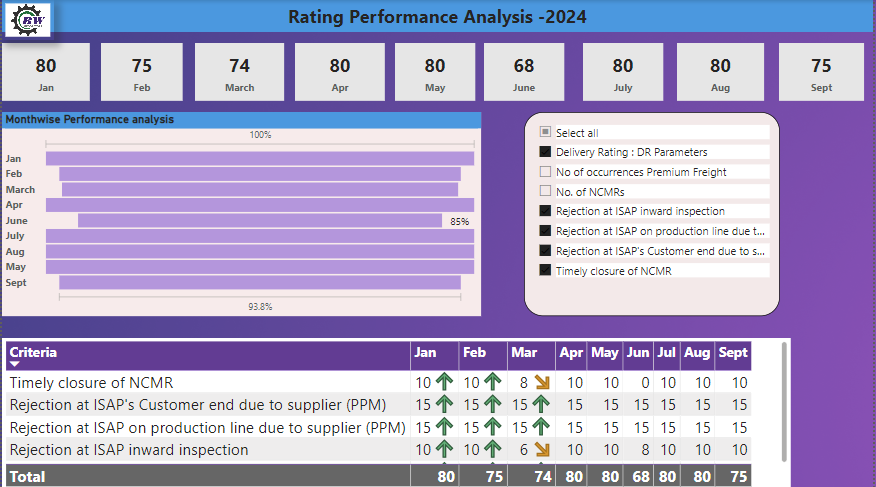 RW
Rating Performance Analysis -2024
80 75 74 80 80 68 80 80 75
Jan Feb March Apr May June July Aug Sept
Monthwise Performance analysis
100%
Jan
Feb
March
Apr
June 85%
July
Aug
May
Sept
93.8%
Select all
Delivery Rating : DR Parameters
No of occurrences Premium Freight
No. of NCMRs
Rejection at ISAP inward inspection
Rejection at ISAP on production line due t...
Rejection at ISAP's Customer end due to s...
Timely closure of NCMR
Criteria Jan Feb Mar Apr May Jun Jul Aug Sept
Timely closure of NCMR 10 10 8 10 10 0 10 10 10
Rejection at ISAP's Customer end due to supplier (PPM) 15 15 15 15 15 15 15 15 15
Rejection at ISAP on production line due to supplier (PPM) 15 15 15 15 15 15 15 15 15
Rejection at ISAP inward inspection 10 10 6 10 10 8 10 10 10
Total 80 75 74 80 80 68 80 80 75